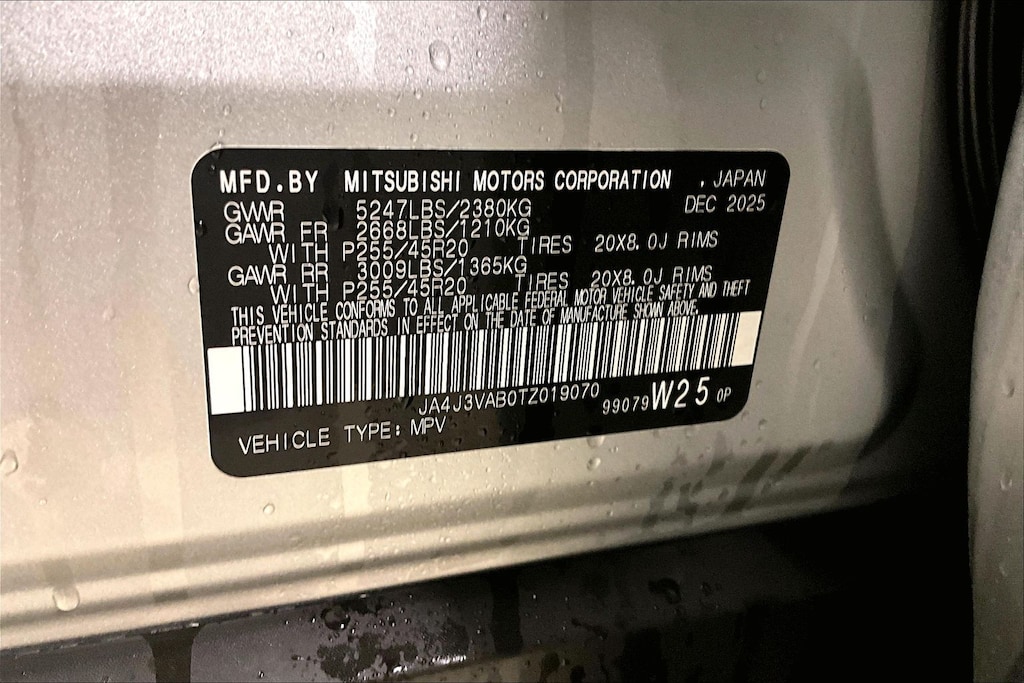 MFD.BY MITSUBISHI MOTORS CORPORATION , JAPAN
DEC 2025
GVWR 5247LBS/2380KG
GAWR FR 2668LBS/1210KG
WITH P255/45R20 TIRES 20X8.0J RIMS
GAWR RR 3009LBS/1365KG
WITH P255/45R20 TIRES 20X8.0J RIMS
THIS VEHICLE CONFORMS TO ALL APPLICABLE FEDERAL MOTOR VEHICLE SAFETY AND THEFT
PREVENTION STANDARDS IN EFFECT ON THE DATE OF MANUFACTURE SHOWN ABOVE.
JA4J3VAB0TZ019070
99079 W25 0P
VEHICLE TYPE: MPV